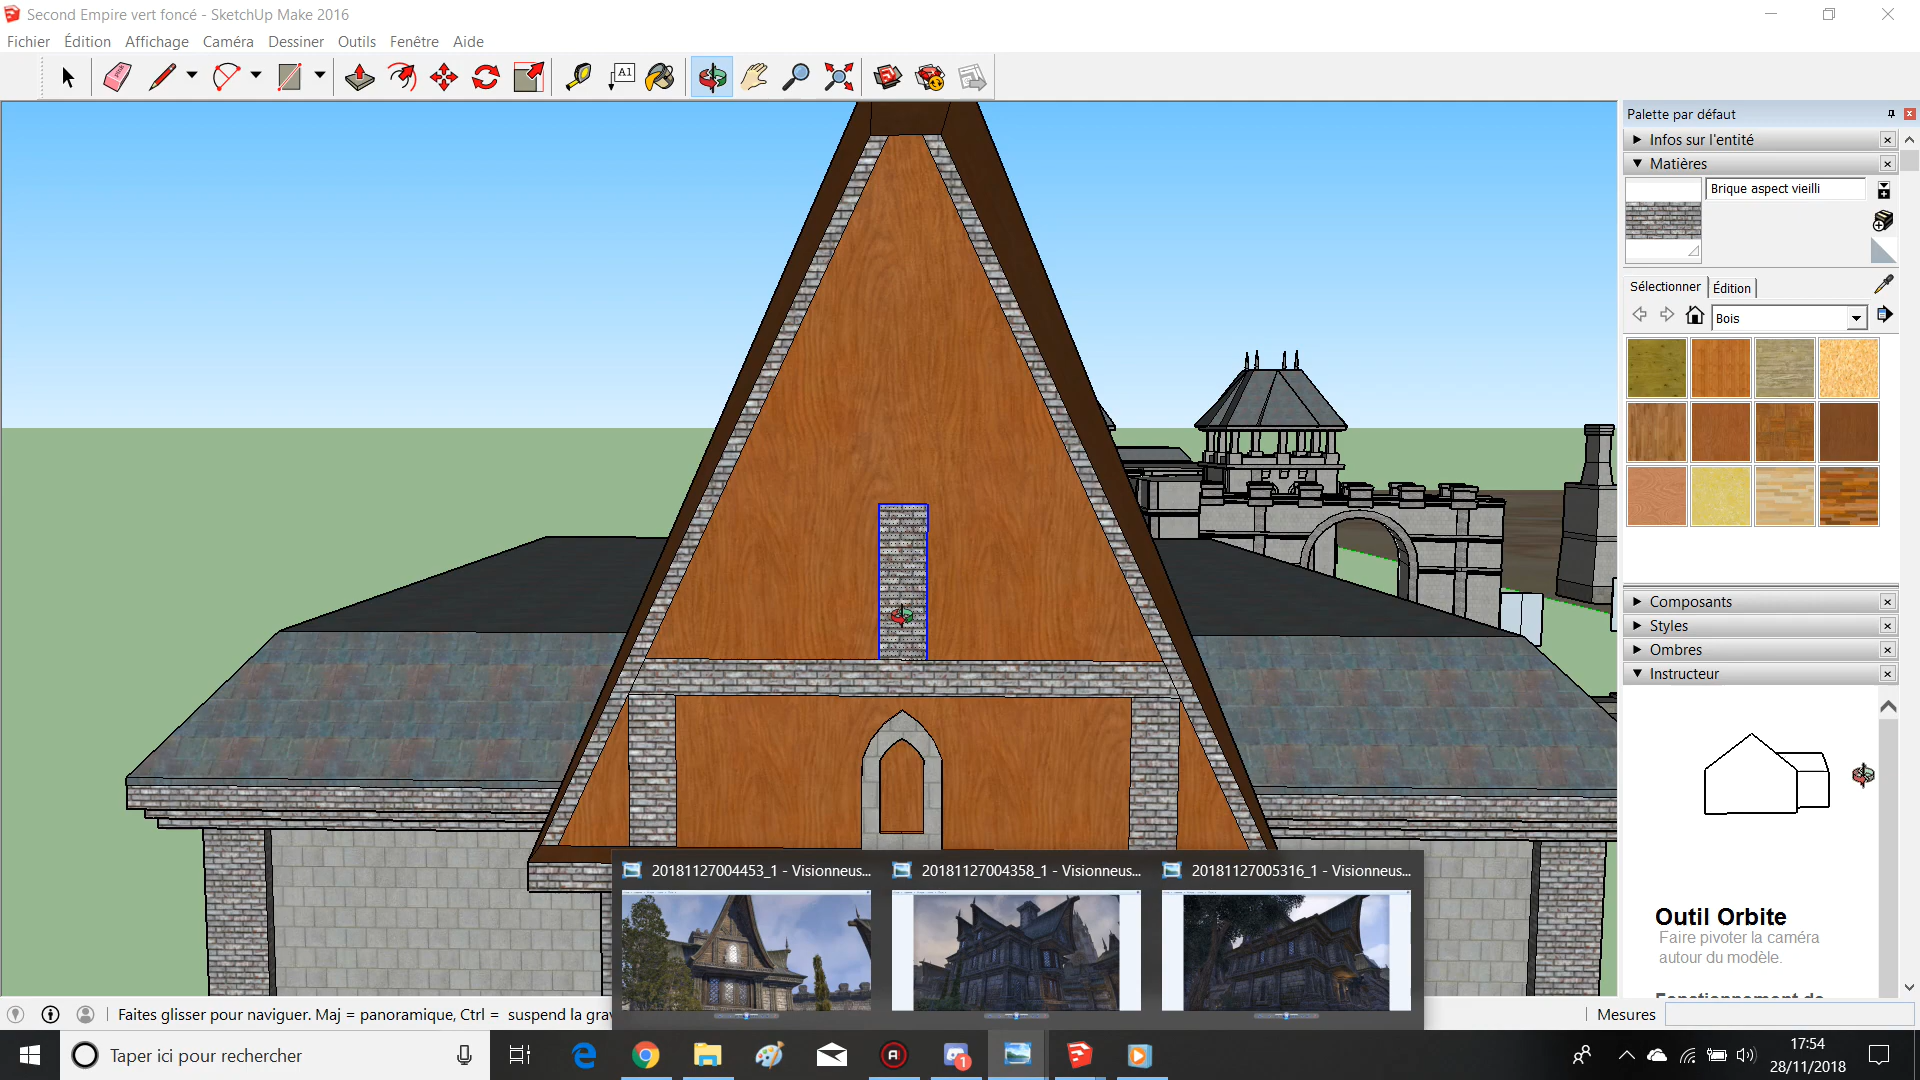 Second Empire vert foncé - SketchUp Make 2016
Fichier Édition Affichage Caméra Dessiner Outils Fenêtre Aide
A1
Palette par défaut
Infos sur l'entité
Matières
Brique aspect vieilli
Sélectionner Édition
Bois
Composants
Styles
Ombres
Instructeur
Outil Orbite
Faire pivoter la caméra
autour du modèle.
20181127004453_1 - Visionneus...
20181127004358_1 - Visionneus...
20181127005316_1 - Visionneus...
Faites glisser pour naviguer. Maj = panoramique, Ctrl = suspend la grav
Mesures
Taper ici pour rechercher
1
17:54
28/11/2018